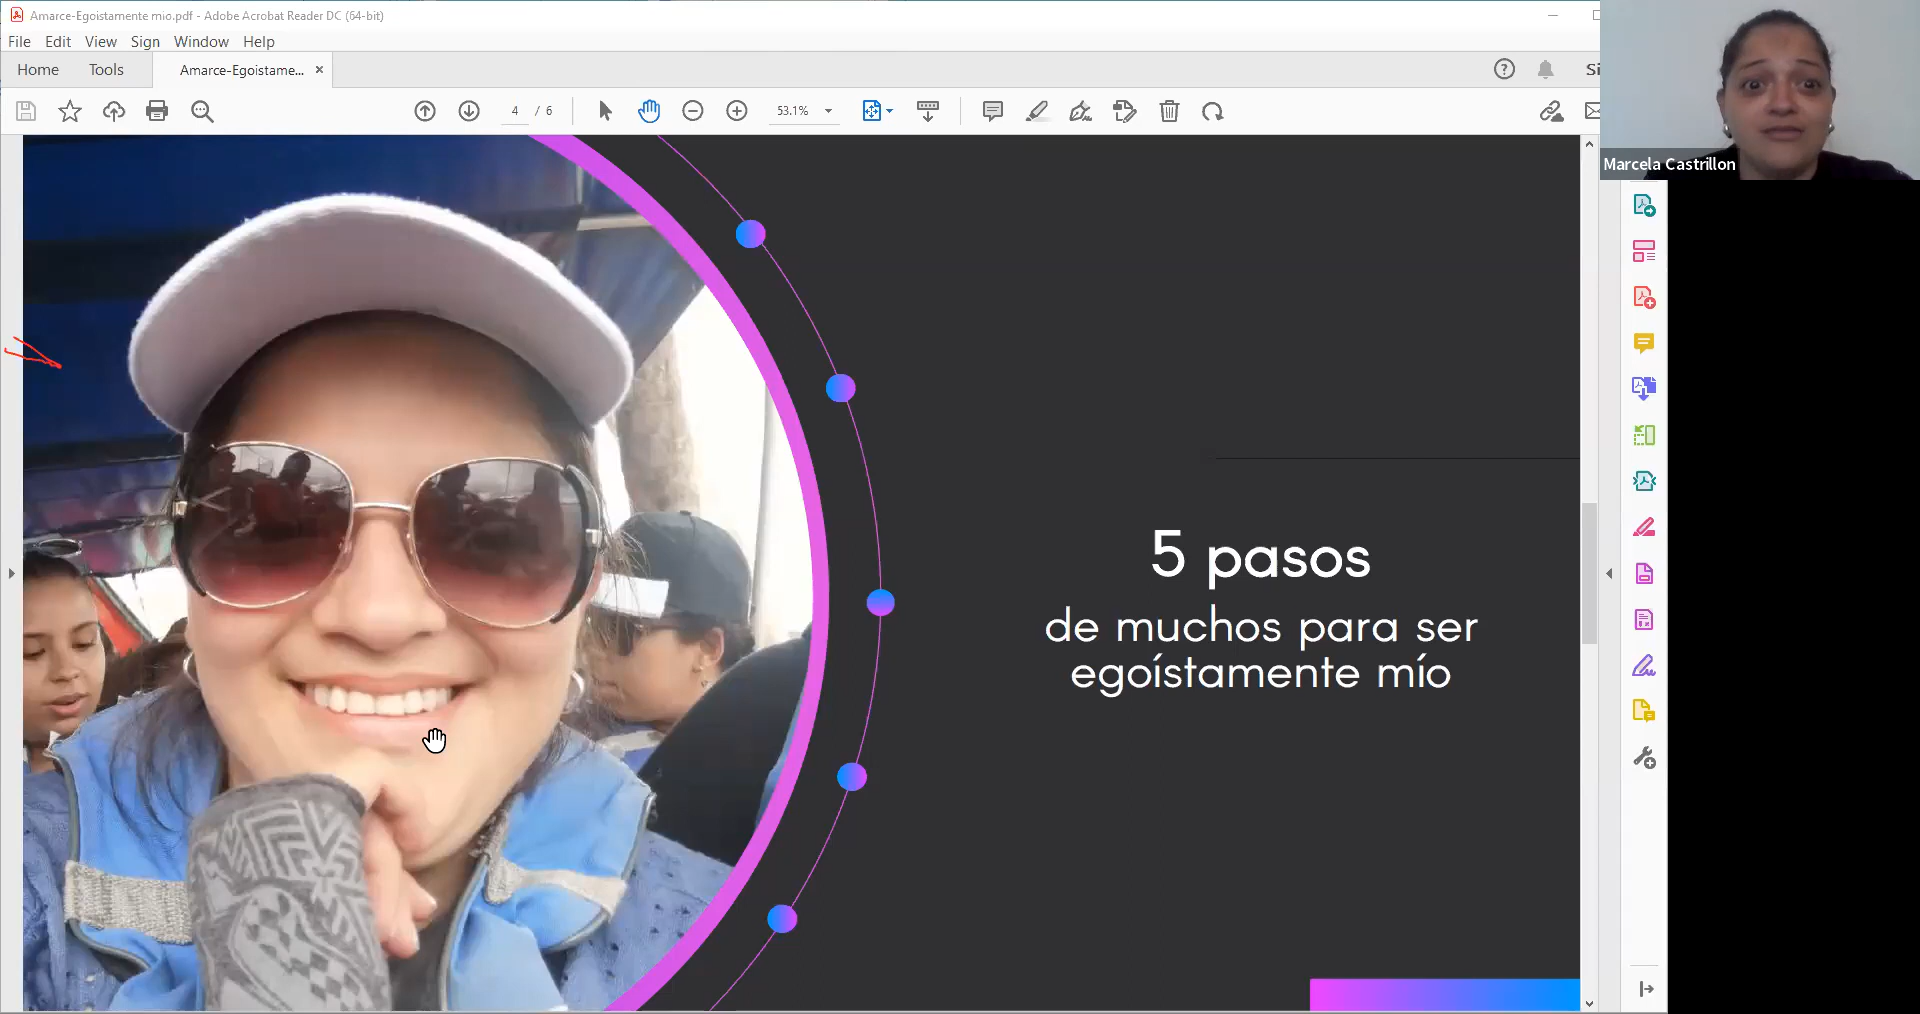 Amarce-Egoistamente mio.pdf - Adobe Acrobat Reader DC (64-bit)
File Edit View Sign Window Help
Home Tools Amarce-Egoistame... ×
4 / 6 53.1%
Marcela Castrillon
5 pasos
de muchos para ser
egoístamente mío